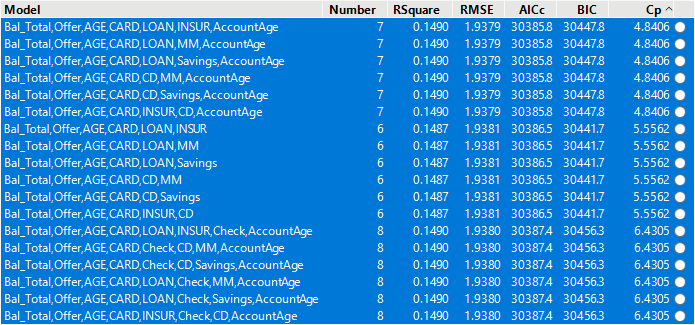 Model Number RSquare RMSE AICc BIC Cp
Bal_Total,Offer,AGE,CARD,LOAN,INSUR,AccountAge 7 0.1490 1.9379 30385.8 30447.8 4.8406
Bal_Total,Offer,AGE,CARD,LOAN,MM,AccountAge 7 0.1490 1.9379 30385.8 30447.8 4.8406
Bal_Total,Offer,AGE,CARD,LOAN,Savings,AccountAge 7 0.1490 1.9379 30385.8 30447.8 4.8406
Bal_Total,Offer,AGE,CARD,CD,MM,AccountAge 7 0.1490 1.9379 30385.8 30447.8 4.8406
Bal_Total,Offer,AGE,CARD,CD,Savings,AccountAge 7 0.1490 1.9379 30385.8 30447.8 4.8406
Bal_Total,Offer,AGE,CARD,INSUR,CD,AccountAge 7 0.1490 1.9379 30385.8 30447.8 4.8406
Bal_Total,Offer,AGE,CARD,LOAN,INSUR 6 0.1487 1.9381 30386.5 30441.7 5.5562
Bal_Total,Offer,AGE,CARD,LOAN,MM 6 0.1487 1.9381 30386.5 30441.7 5.5562
Bal_Total,Offer,AGE,CARD,LOAN,Savings 6 0.1487 1.9381 30386.5 30441.7 5.5562
Bal_Total,Offer,AGE,CARD,CD,MM 6 0.1487 1.9381 30386.5 30441.7 5.5562
Bal_Total,Offer,AGE,CARD,CD,Savings 6 0.1487 1.9381 30386.5 30441.7 5.5562
Bal_Total,Offer,AGE,CARD,INSUR,CD 6 0.1487 1.9381 30386.5 30441.7 5.5562
Bal_Total,Offer,AGE,CARD,LOAN,INSUR,Check,AccountAge 8 0.1490 1.9380 30387.4 30456.3 6.4305
Bal_Total,Offer,AGE,CARD,Check,CD,MM,AccountAge 8 0.1490 1.9380 30387.4 30456.3 6.4305
Bal_Total,Offer,AGE,CARD,Check,CD,Savings,AccountAge 8 0.1490 1.9380 30387.4 30456.3 6.4305
Bal_Total,Offer,AGE,CARD,LOAN,Check,MM,AccountAge 8 0.1490 1.9380 30387.4 30456.3 6.4305
Bal_Total,Offer,AGE,CARD,LOAN,Check,Savings,AccountAge 8 0.1490 1.9380 30387.4 30456.3 6.4305
Bal_Total,Offer,AGE,CARD,INSUR,Check,CD,AccountAge 8 0.1490 1.9380 30387.4 30456.3 6.4305